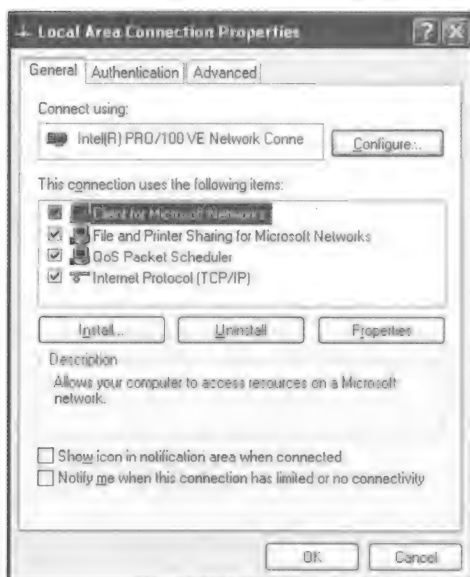 Local Area Connection Properties
General Authentication Advanced
Connect using:
Intel(R) PRO/100 VE Network Conne Configure...
This connection uses the following items:
Client for Microsoft Networks
File and Printer Sharing for Microsoft Networks
QoS Packet Scheduler
Internet Protocol (TCP/IP)
Install... Uninstall Properties
Description
Allows your computer to access resources on a Microsoft
network.
Show icon in notification area when connected
Notify me when this connection has limited or no connectivity
OK Cancel